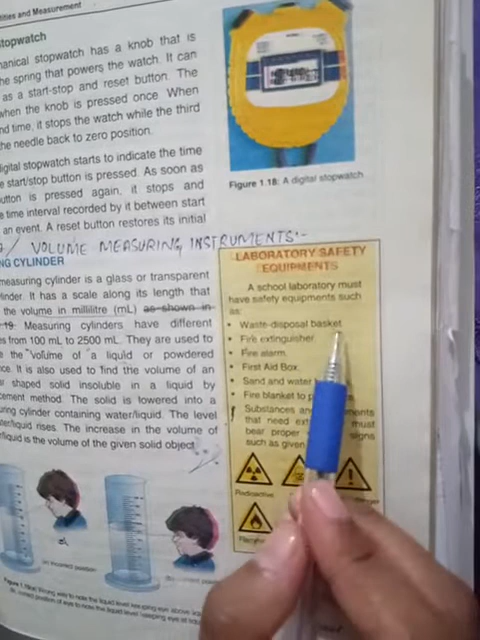 ties and Measurement
stopwatch
anical stopwatch has a knob that is
he spring that powers the watch. It can
as a start-stop and reset button. The
when the knob is pressed once. When
nd time, it stops the watch while the third
the needle back to zero position.
igital stopwatch starts to indicate the time
e start/stop button is pressed. As soon as
utton is pressed again, it stops and
e time interval recorded by it between start
an event. A reset button restores its initial
Figure 1.18: A digital stopwatch
VOLUME MEASURING INSTRUMENTS:-
NG CYLINDER
measuring cylinder is a glass or transparent
linder. It has a scale along its length that
the volume in millilitre (mL) as shown in
19. Measuring cylinders have different
es from 100 mL to 2500 mL. They are used to
e the volume of a liquid or powdered
nce. It is also used to find the volume of an
r shaped solid insoluble in a liquid by
cement method. The solid is lowered into a
uring cylinder containing water/liquid. The level
ter/liquid rises. The increase in the volume of
/liquid is the volume of the given solid object.
LABORATORY SAFETY
EQUIPMENTS
A school laboratory must
have safety equipments such
as:
• Waste-disposal basket
• Fire extinguisher.
• Fire alarm.
• First Aid Box.
• Sand and water
• Fire blanket to
Substances and
that need must
bear proper signs
such as given
Radioactive
(a) incorrect position
(b)